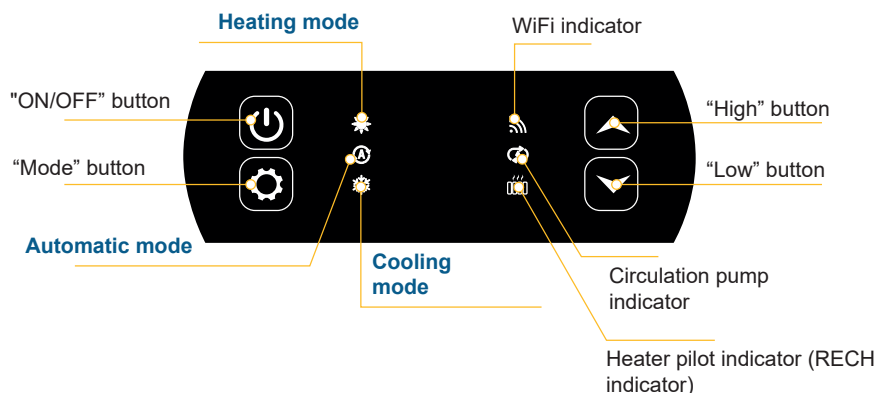 Heating mode
WiFi indicator
"ON/OFF” button
“High” button
A
“Mode” button
“Low” button
Automatic mode
Cooling
mode
Circulation pump
indicator
Heater pilot indicator (RECH
indicator)